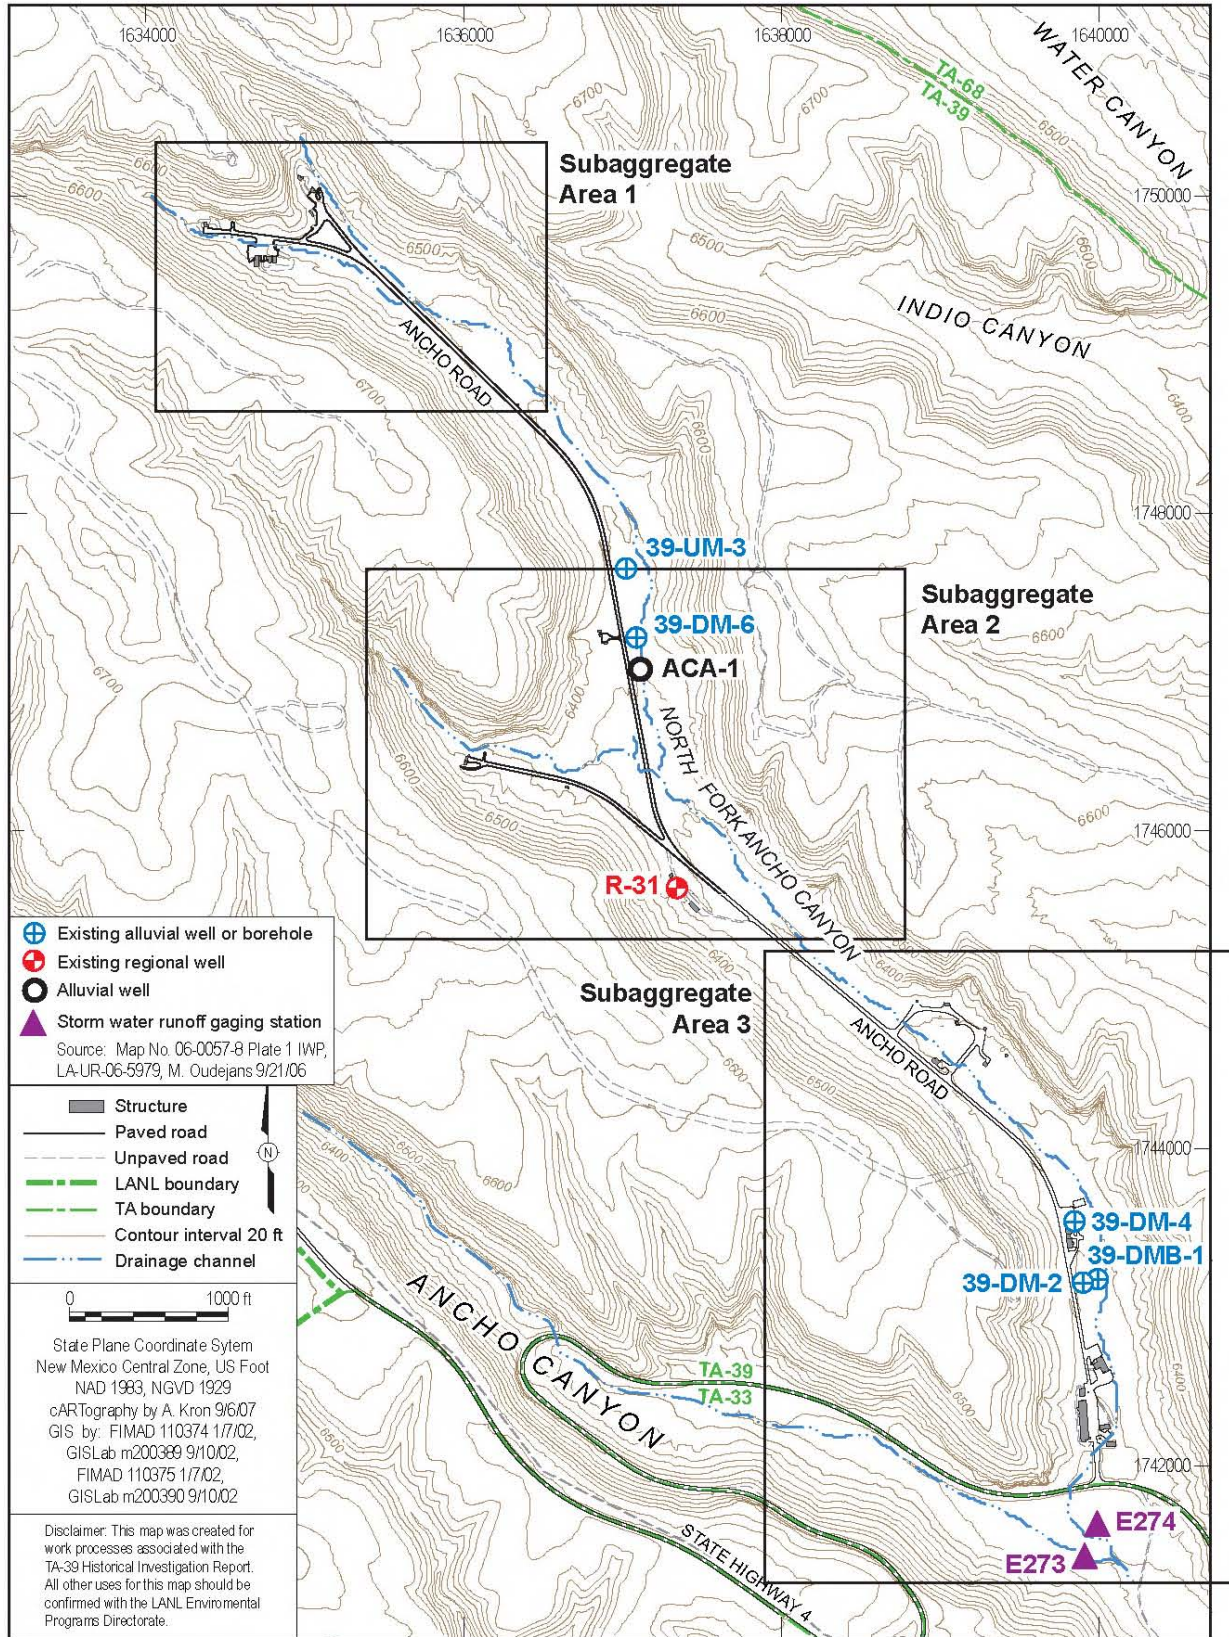 1634000
1636000
1638000
1640000
WATER CANYON
TA-68
TA-39
6700
6700
6500
6600
6600
Subaggregate
Area 1
1750000
6600
6500
6500
6600
INDIO CANYON
ANCHO ROAD
6700
6600
6400
1748000
39-UM-3
Subaggregate
Area 2
39-DM-6
6600
ACA-1
6700
6400
NORTH FORK ANCHO CANYON
6600
6500
6600
1746000
R-31
6400
6400
Existing alluvial well or borehole
Existing regional well
Alluvial well
Storm water runoff gaging station
Source: Map No. 06-0057-8 Plate 1 IWP,
LA-UR-06-5979, M. Oudejans 9/21/06
Subaggregate
Area 3
ANCHO ROAD
6600
6500
Structure
Paved road
Unpaved road
LANL boundary
TA boundary
Contour interval 20 ft
Drainage channel
N
6500
6400
6600
1744000
39-DM-4
39-DMB-1
39-DM-2
0 1000 ft
State Plane Coordinate Sytem
New Mexico Central Zone, US Foot
NAD 1983, NGVD 1929
cARTography by A. Kron 9/6/07
GIS by: FIMAD 110374 1/7/02,
GISLab m200389 9/10/02,
FIMAD 110375 1/7/02,
GISLab m200390 9/10/02
ANCHO CANYON
TA-39
TA-33
6400
6600
1742000
E274
E273
STATE HIGHWAY 4
Disclaimer: This map was created for
work processes associated with the
TA-39 Historical Investigation Report.
All other uses for this map should be
confirmed with the LANL Enviromental
Programs Directorate.